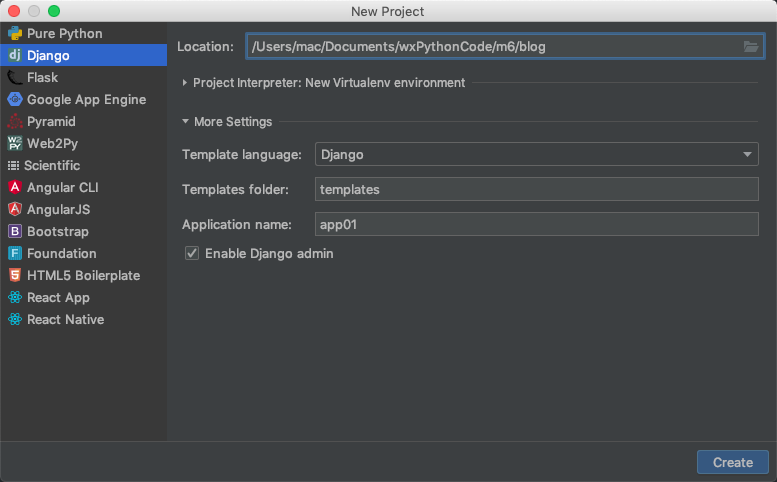 New Project
Pure Python
Django
Flask
Google App Engine
Pyramid
Web2Py
Scientific
Angular CLI
AngularJS
Bootstrap
Foundation
HTML5 Boilerplate
React App
React Native
Location: /Users/mac/Documents/wxPythonCode/m6/blog
Project Interpreter: New Virtualenv environment
More Settings
Template language: Django
Templates folder: templates
Application name: app01
Enable Django admin
Create